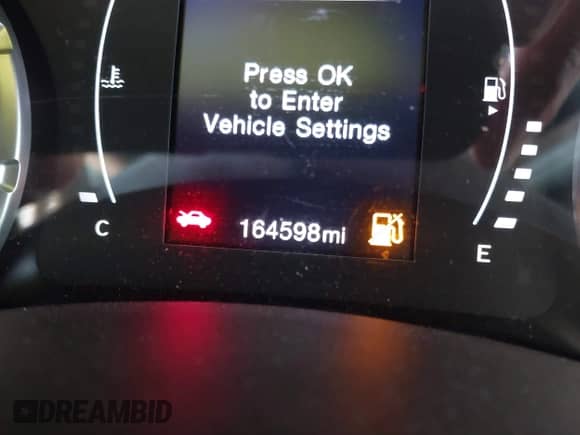 Press OK
to Enter
Vehicle Settings
C
164598mi
E
DREAMBID